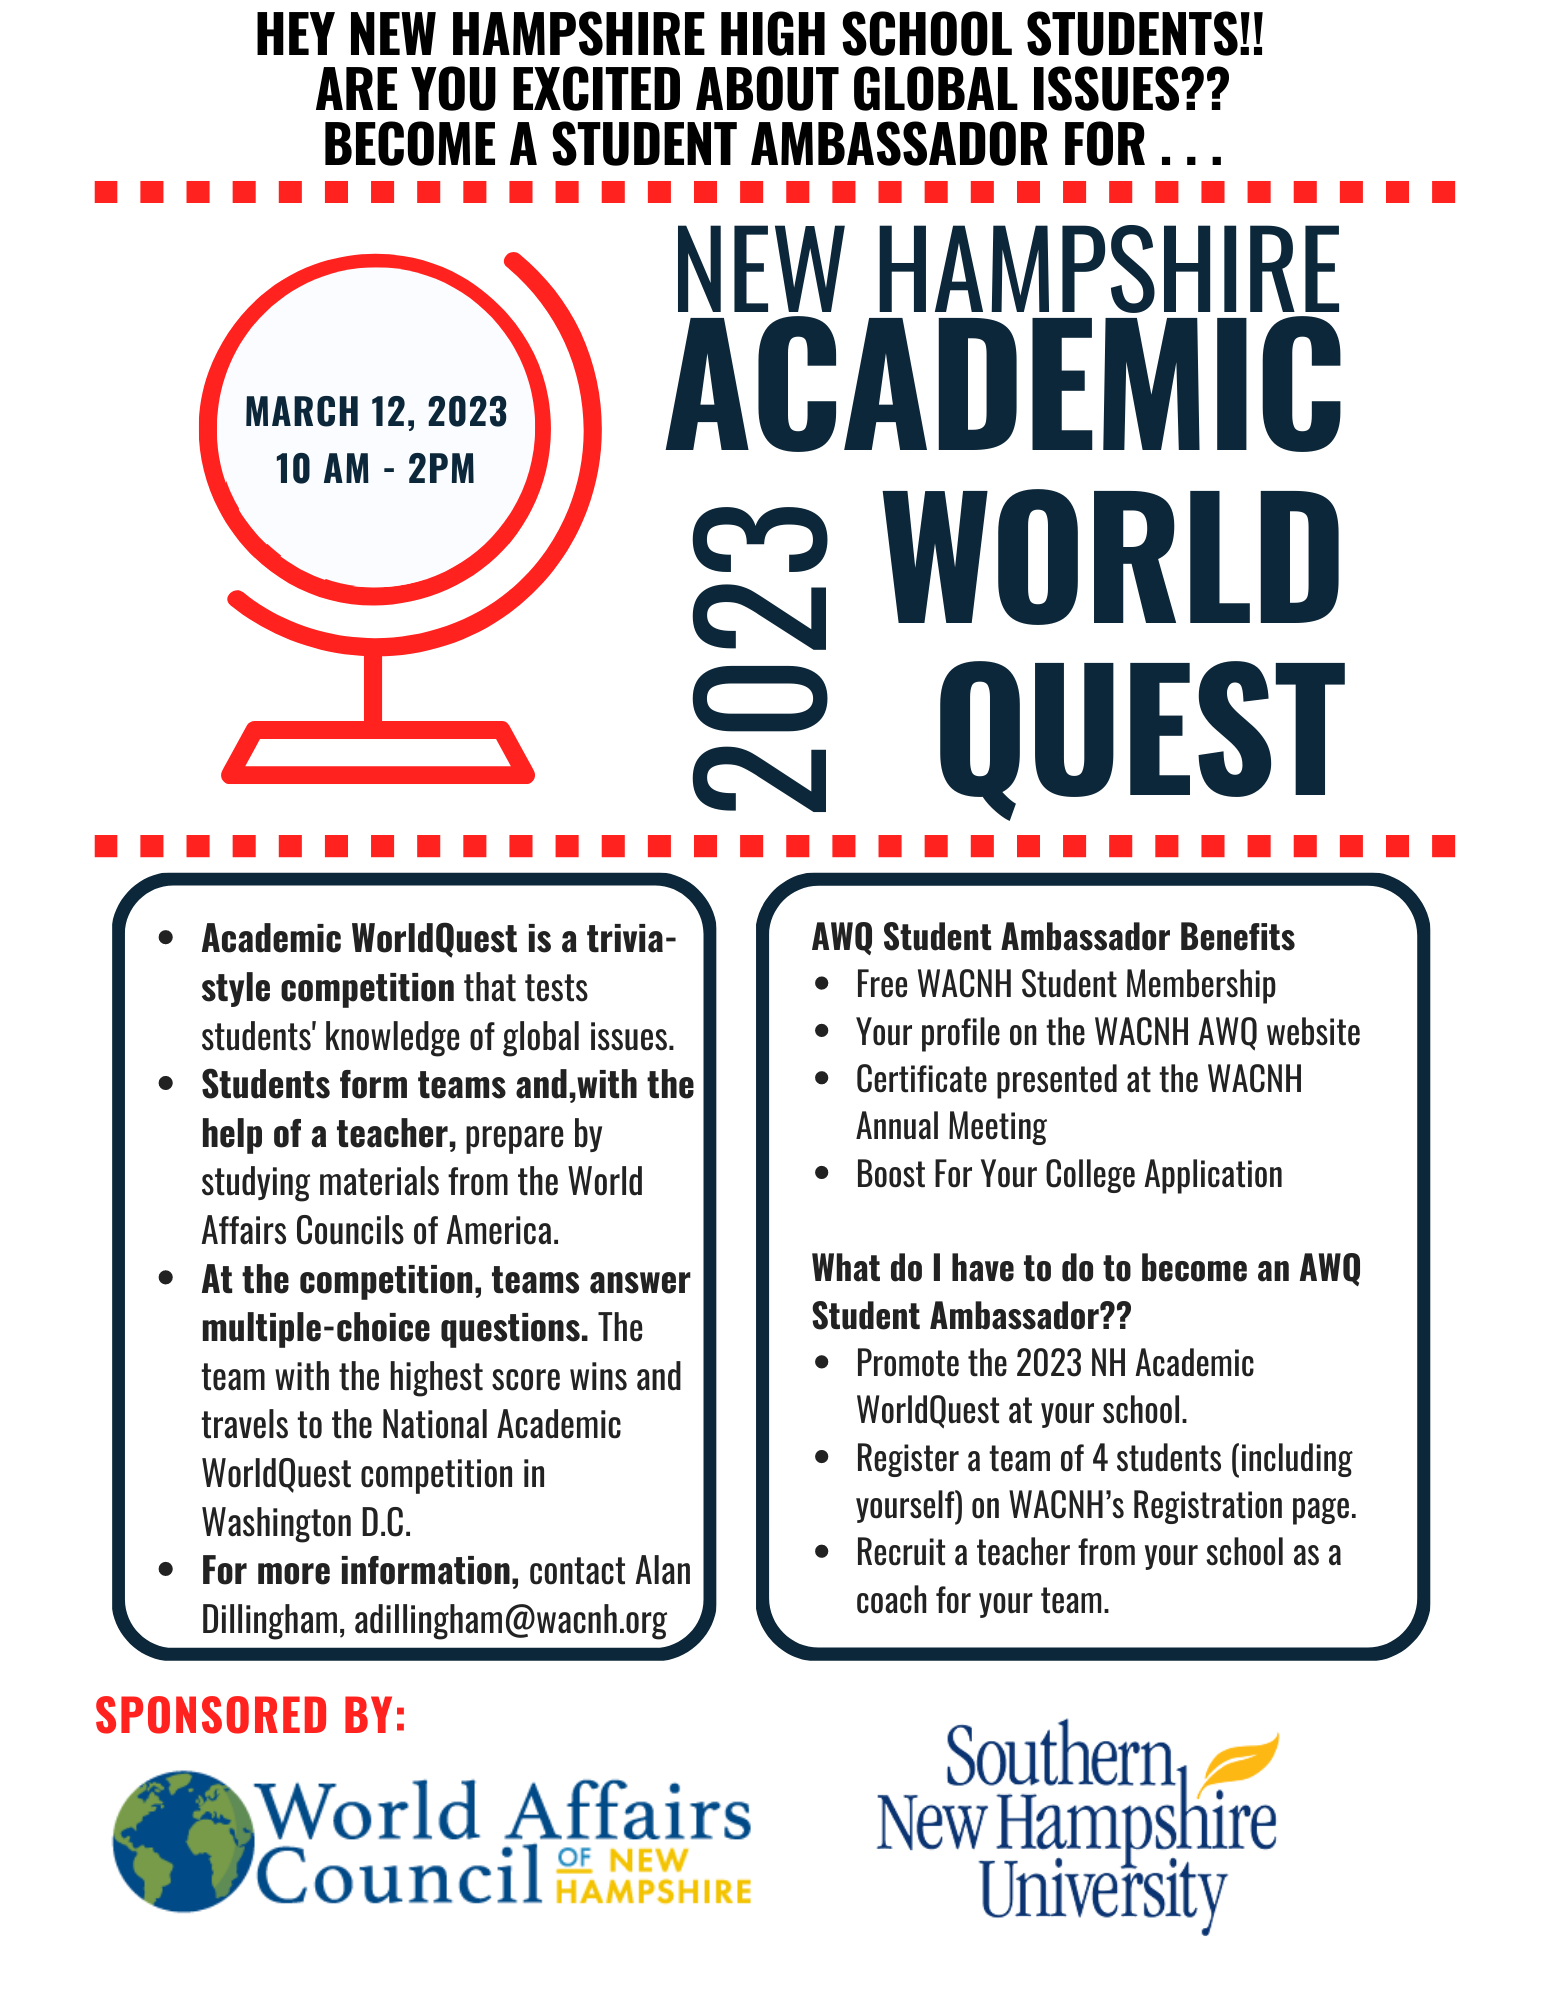 HEY NEW HAMPSHIRE HIGH SCHOOL STUDENTS!!
ARE YOU EXCITED ABOUT GLOBAL ISSUES??
BECOME A STUDENT AMBASSADOR FOR . . .
MARCH 12, 2023
10 AM - 2PM
NEW HAMPSHIRE
ACADEMIC
2023
WORLD
QUEST
• Academic WorldQuest is a trivia-
style competition that tests
students' knowledge of global issues.
• Students form teams and,with the
help of a teacher, prepare by
studying materials from the World
Affairs Councils of America.
• At the competition, teams answer
multiple-choice questions. The
team with the highest score wins and
travels to the National Academic
WorldQuest competition in
Washington D.C.
• For more information, contact Alan
Dillingham, adillingham@wacnh.org
AWQ Student Ambassador Benefits
• Free WACNH Student Membership
• Your profile on the WACNH AWQ website
• Certificate presented at the WACNH
Annual Meeting
• Boost For Your College Application
What do I have to do to become an AWQ
Student Ambassador??
• Promote the 2023 NH Academic
WorldQuest at your school.
• Register a team of 4 students (including
yourself) on WACNH’s Registration page.
• Recruit a teacher from your school as a
coach for your team.
SPONSORED BY:
World Affairs
Council OF NEW
HAMPSHIRE
Southern
New Hampshire
University